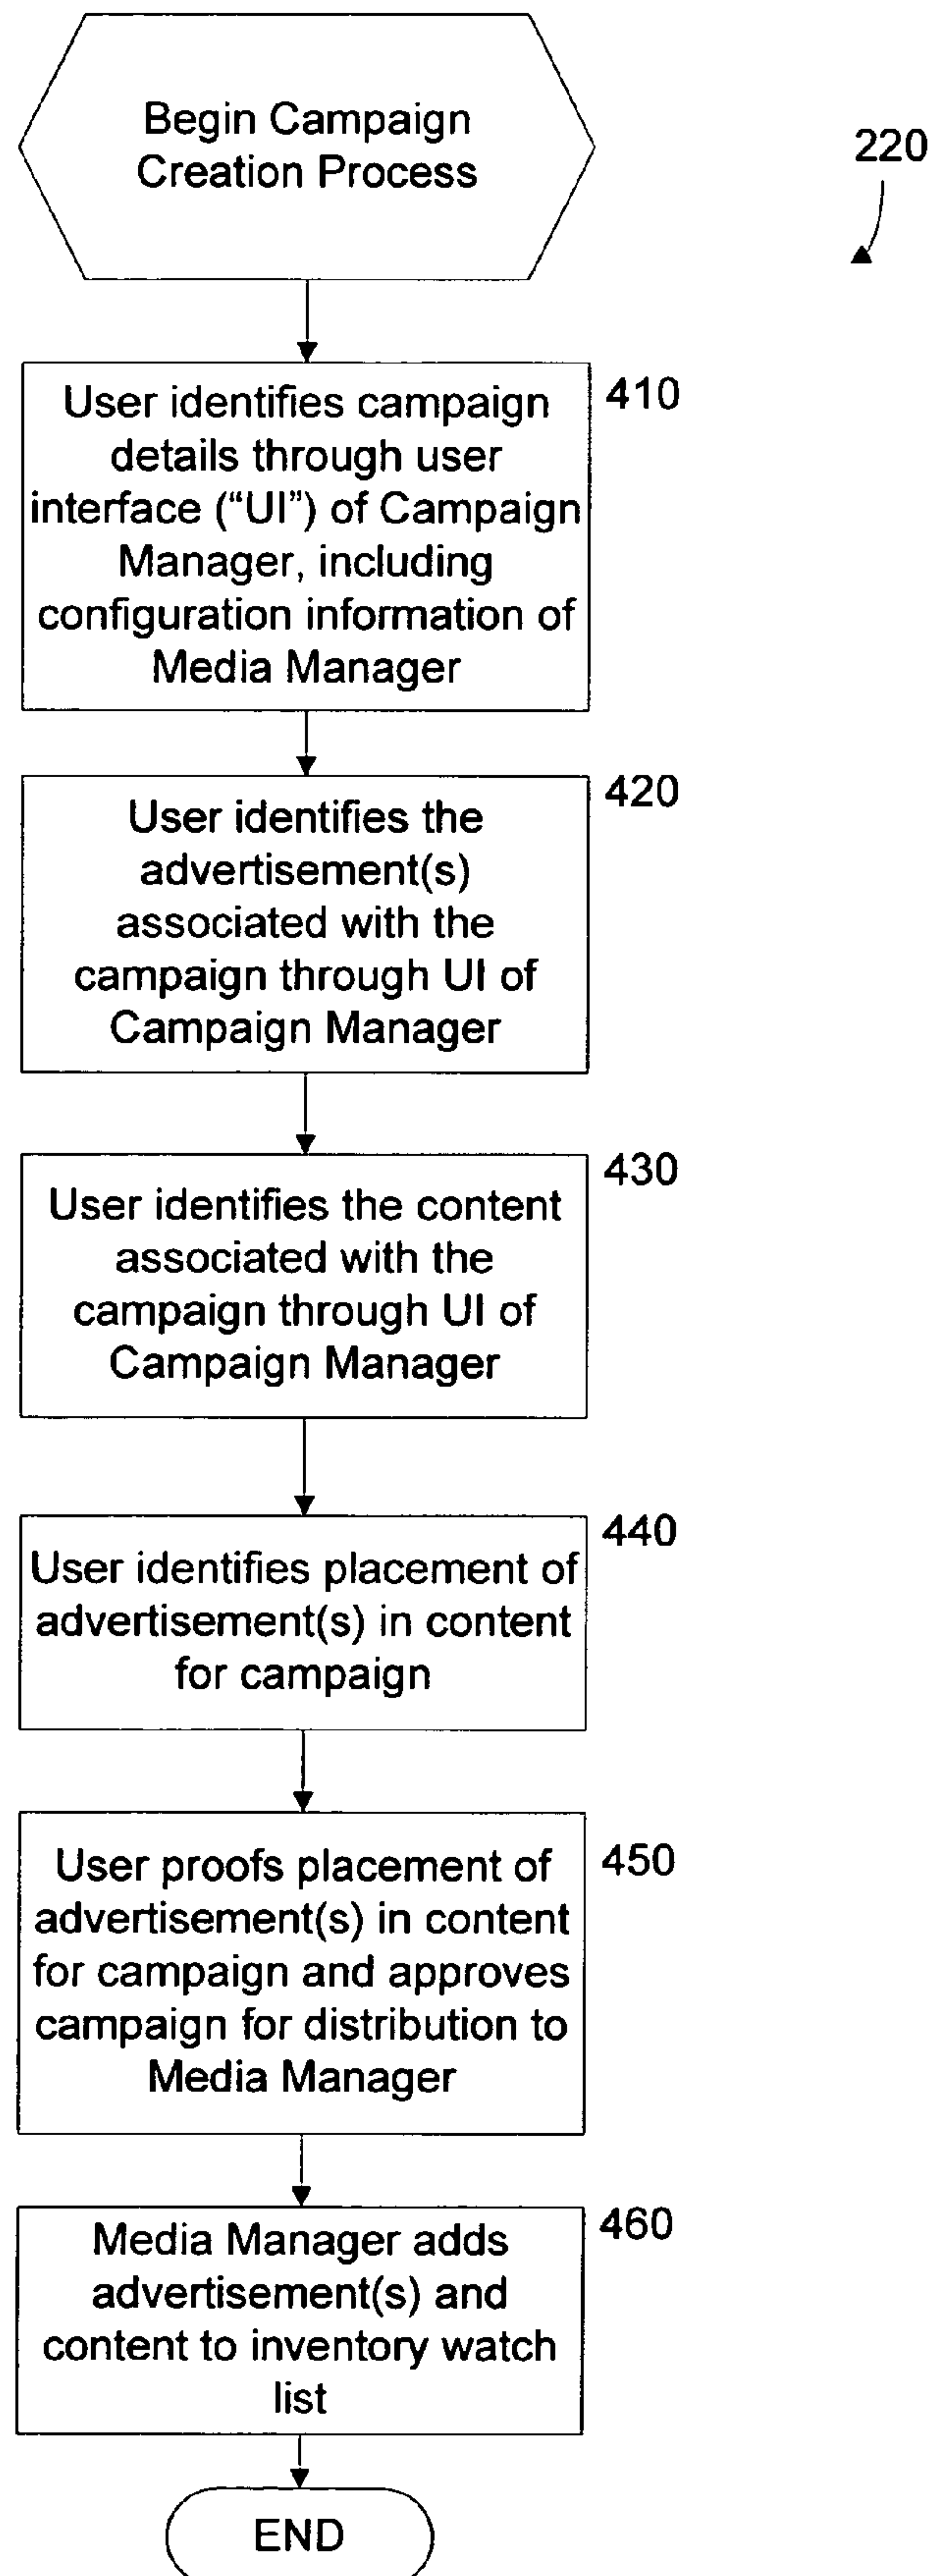 Begin Campaign
Creation Process
220
User identifies campaign
details through user
interface (“UI”) of Campaign
Manager, including
configuration information of
Media Manager
410
User identifies the
advertisement(s)
associated with the
campaign through UI of
Campaign Manager
420
User identifies the content
associated with the
campaign through UI of
Campaign Manager
430
User identifies placement of
advertisement(s) in content
for campaign
440
User proofs placement of
advertisement(s) in content
for campaign and approves
campaign for distribution to
Media Manager
450
Media Manager adds
advertisement(s) and
content to inventory watch
list
460
END